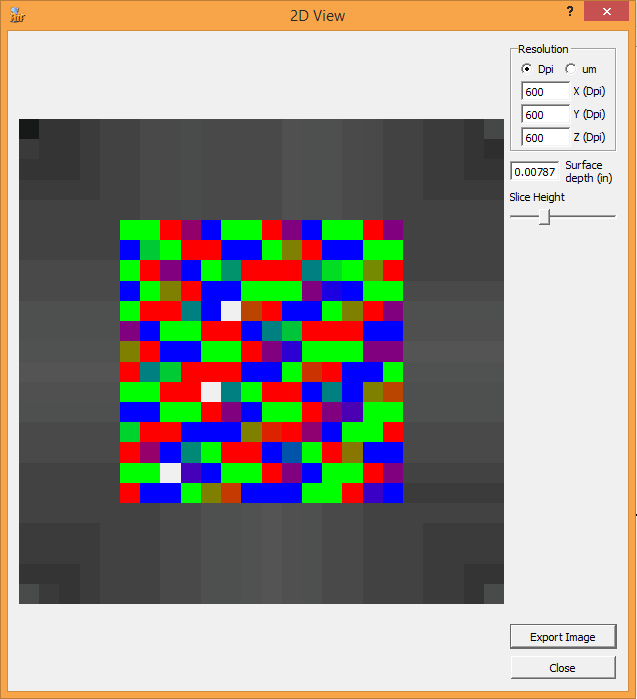 2D View
?
Resolution
Dpi
um
600 X (Dpi)
600 Y (Dpi)
600 Z (Dpi)
0.00787 Surface
depth (in)
Slice Height
Export Image
Close